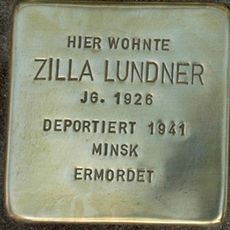 HIER WOHNTE
ZILLA LUNDNER
JG. 1926
DEPORTIERT 1941
MINSK
ERMORDET